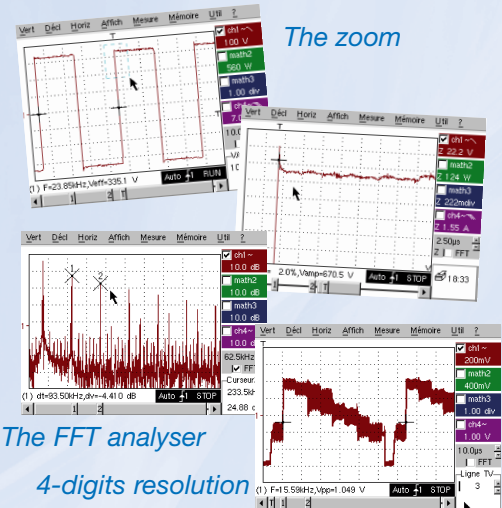 Vert Décl Horiz Affich Mesure Mémoire Util ?
ch1 ~
100 V
math2
560 W
math3
1.00 div
(1) F=23.85kHz,Veff=335.1 V
Auto 1 RUN
The zoom
Vert Décl Horiz Affich Mesure Mémoire Util ?
ch1 ~
Z 22.2 V
math2
Z 124 W
math3
Z 222mdiv
ch4~
Z 1.55 A
2.50µs
Z FFT
2.0%,Vamp=670.5 V
Auto 1 STOP
18:33
Vert Décl Horiz Affich Mesure Mémoire Util ?
ch1 ~
10.0 dB
math2
10.0 dB
math3
10.0 dB
ch4~
62.5kHz
FFT
Curseur
233.5k
24.88
(1) dt=93.50kHz,dv=-4.410 dB
Auto 1 STOP
Vert Décl Horiz Affich Mesure Mémoire Util ?
ch1 ~
200mV
math2
400mV
math3
1.00 div
ch4~
1.00 V
10.0µs
FFT
Ligne TV
3
(1) F=15.59kHz,Vpp=1.049 V
Auto 1 STOP
The FFT analyser
4-digits resolution